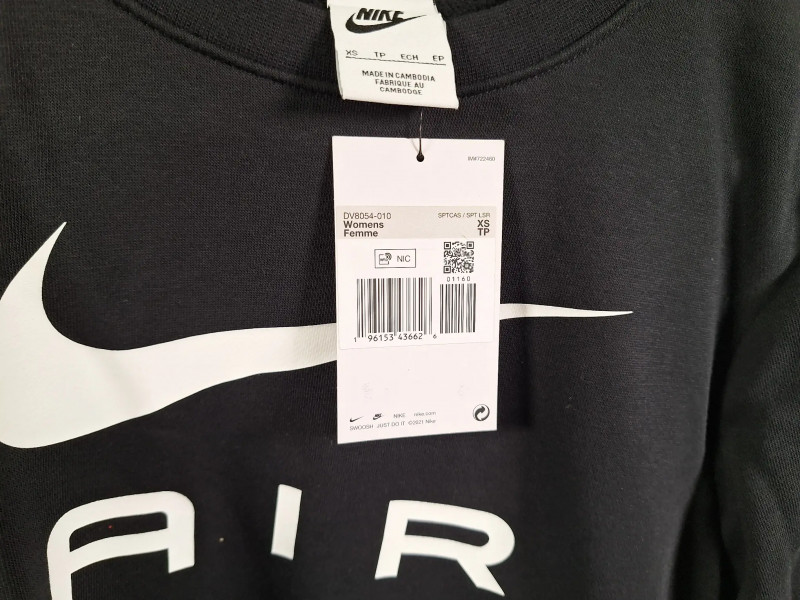 NIKE
XS TP ECH EP
MADE IN CAMBODIA
FABRIQUE AU
CAMBODGE
DV8054-010
SPTCAS / SPT LSR
Womens XS
Femme TP
NIC
01160
1 96153 43662 6
NIKE nike.com
SWOOSH JUST DO IT ©2021 Nike
AIR